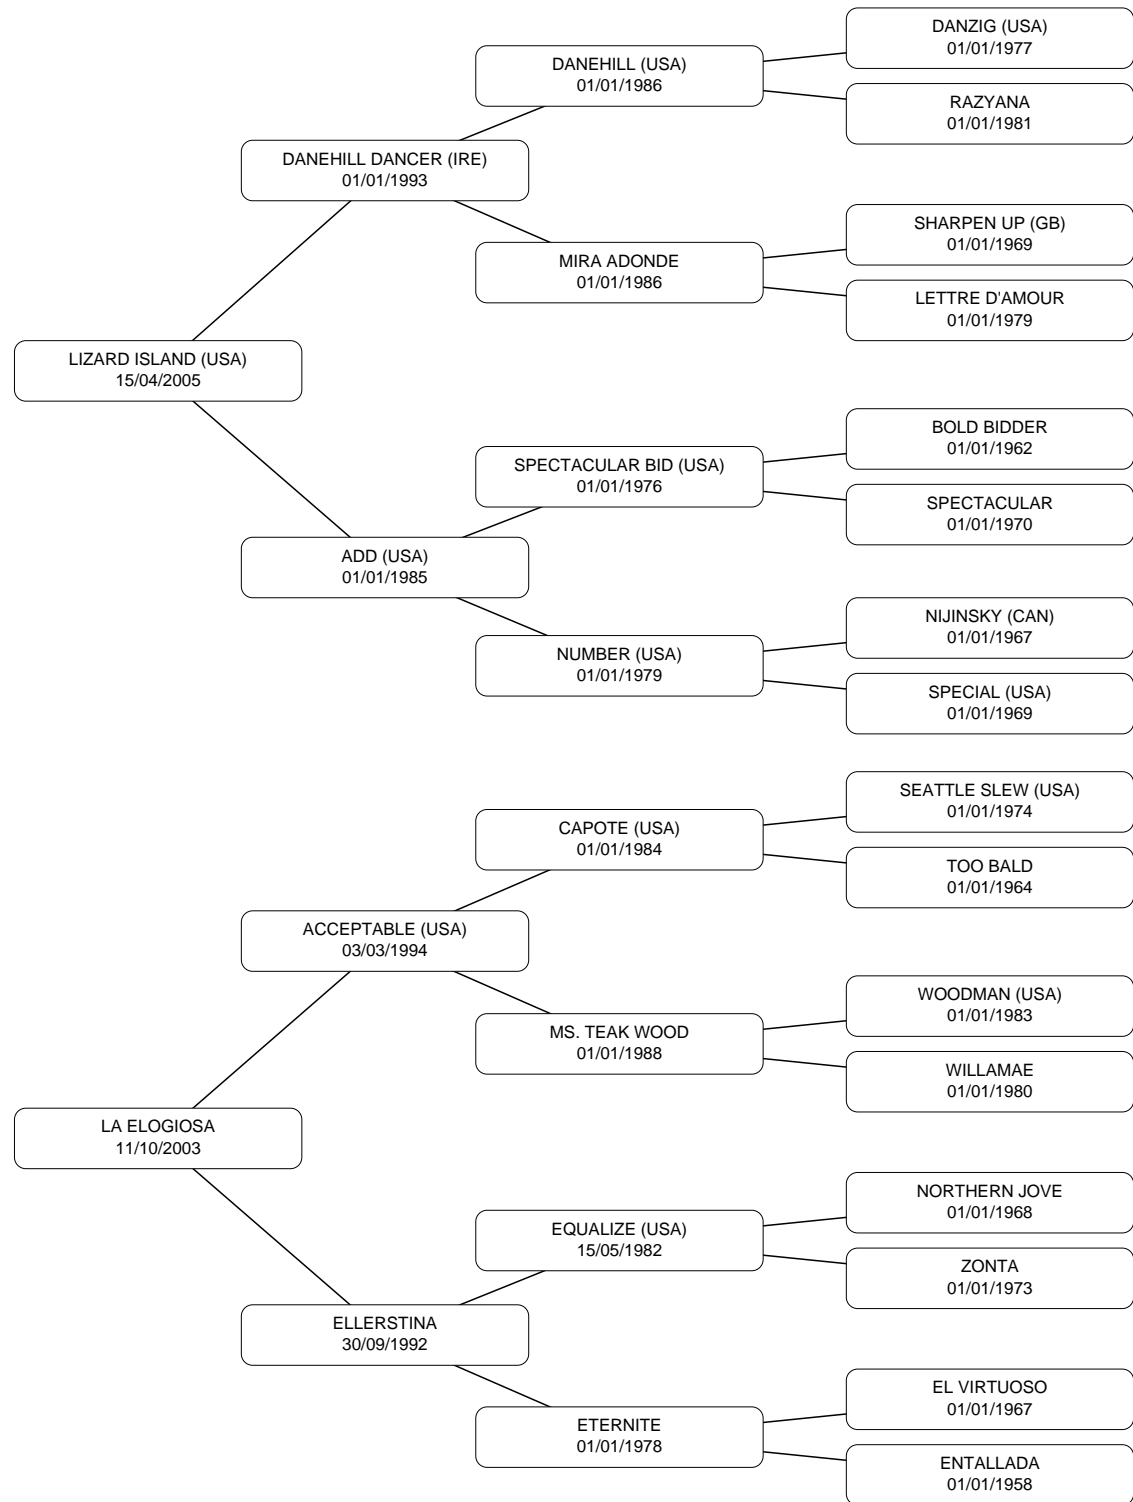 DANZIG (USA)
01/01/1977
DANEHILL (USA)
01/01/1986
RAZYANA
01/01/1981
DANEHILL DANCER (IRE)
01/01/1993
SHARPEN UP (GB)
01/01/1969
MIRA ADONDE
01/01/1986
LETTRE D'AMOUR
01/01/1979
LIZARD ISLAND (USA)
15/04/2005
BOLD BIDDER
01/01/1962
SPECTACULAR BID (USA)
01/01/1976
SPECTACULAR
01/01/1970
ADD (USA)
01/01/1985
NIJINSKY (CAN)
01/01/1967
NUMBER (USA)
01/01/1979
SPECIAL (USA)
01/01/1969
SEATTLE SLEW (USA)
01/01/1974
CAPOTE (USA)
01/01/1984
TOO BALD
01/01/1964
ACCEPTABLE (USA)
03/03/1994
WOODMAN (USA)
01/01/1983
MS. TEAK WOOD
01/01/1988
WILLAMAE
01/01/1980
LA ELOGIOSA
11/10/2003
NORTHERN JOVE
01/01/1968
EQUALIZE (USA)
15/05/1982
ZONTA
01/01/1973
ELLERSTINA
30/09/1992
EL VIRTUOSO
01/01/1967
ETERNITE
01/01/1978
ENTALLADA
01/01/1958